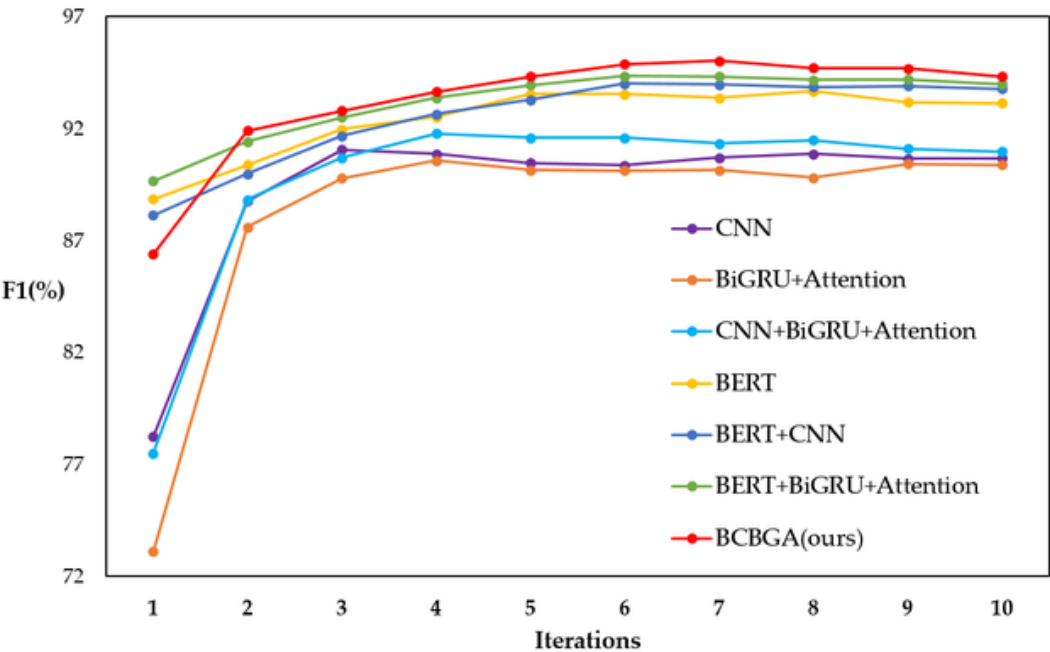 97
92
87
F1(%)
82
77
72
CNN
BiGRU+Attention
CNN+BiGRU+Attention
BERT
BERT+CNN
BERT+BiGRU+Attention
BCBGA(ours)
1 2 3 4 5 6 7 8 9 10
Iterations